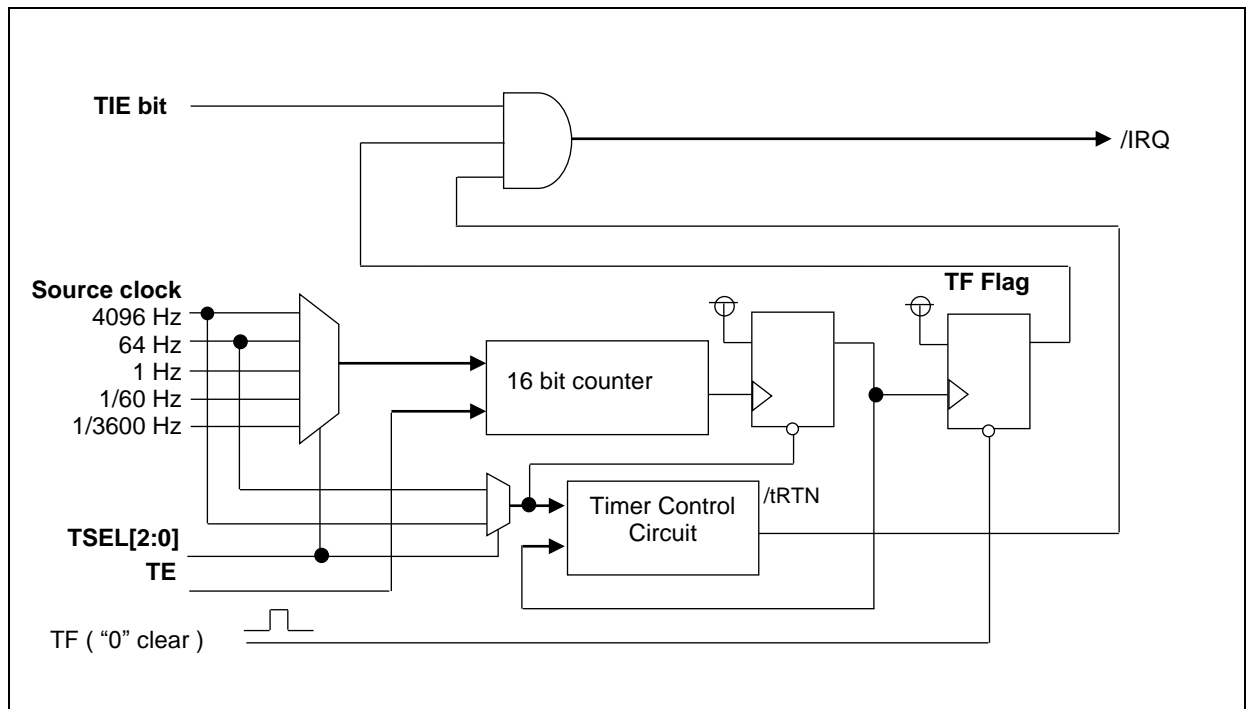 TIE bit
/IRQ
Source clock
4096 Hz
64 Hz
1 Hz
1/60 Hz
1/3600 Hz
TF Flag
16 bit counter
/tRTN
Timer Control
Circuit
TSEL[2:0]
TE
TF ( “0” clear )